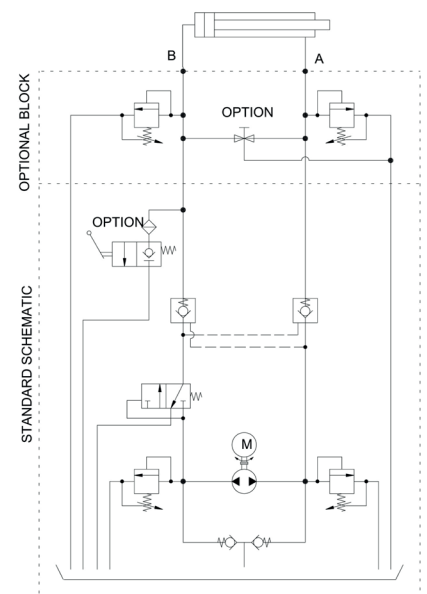 B
A
OPTIONAL BLOCK
OPTION
OPTION
STANDARD SCHEMATIC
M